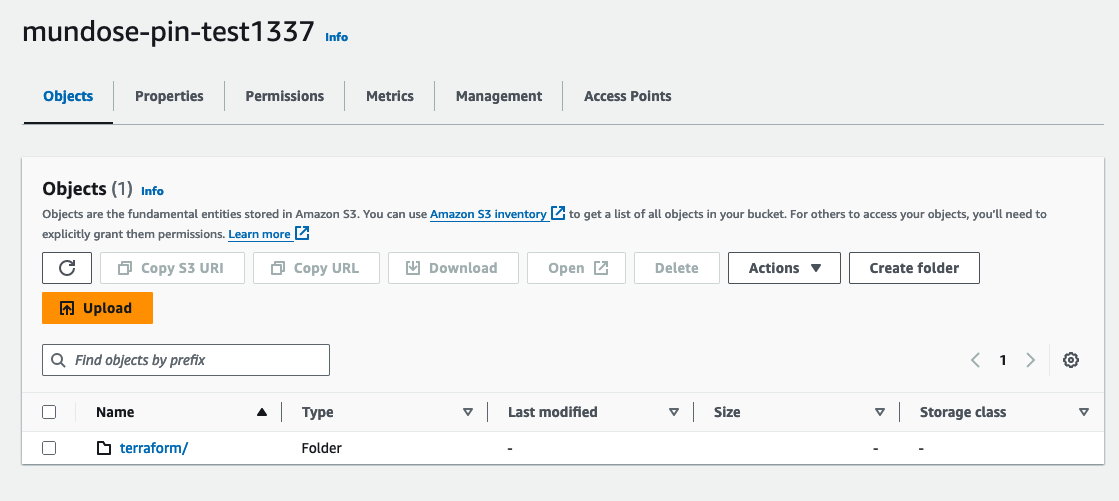 mundose-pin-test1337 Info
Objects Properties Permissions Metrics Management Access Points
Objects (1) Info
Objects are the fundamental entities stored in Amazon S3. You can use Amazon S3 inventory to get a list of all objects in your bucket. For others to access your objects, you'll need to
explicitly grant them permissions. Learn more
Copy S3 URI Copy URL Download Open Delete Actions Create folder
Upload
Find objects by prefix 1
Name Type Last modified Size Storage class
terraform/ Folder - - -